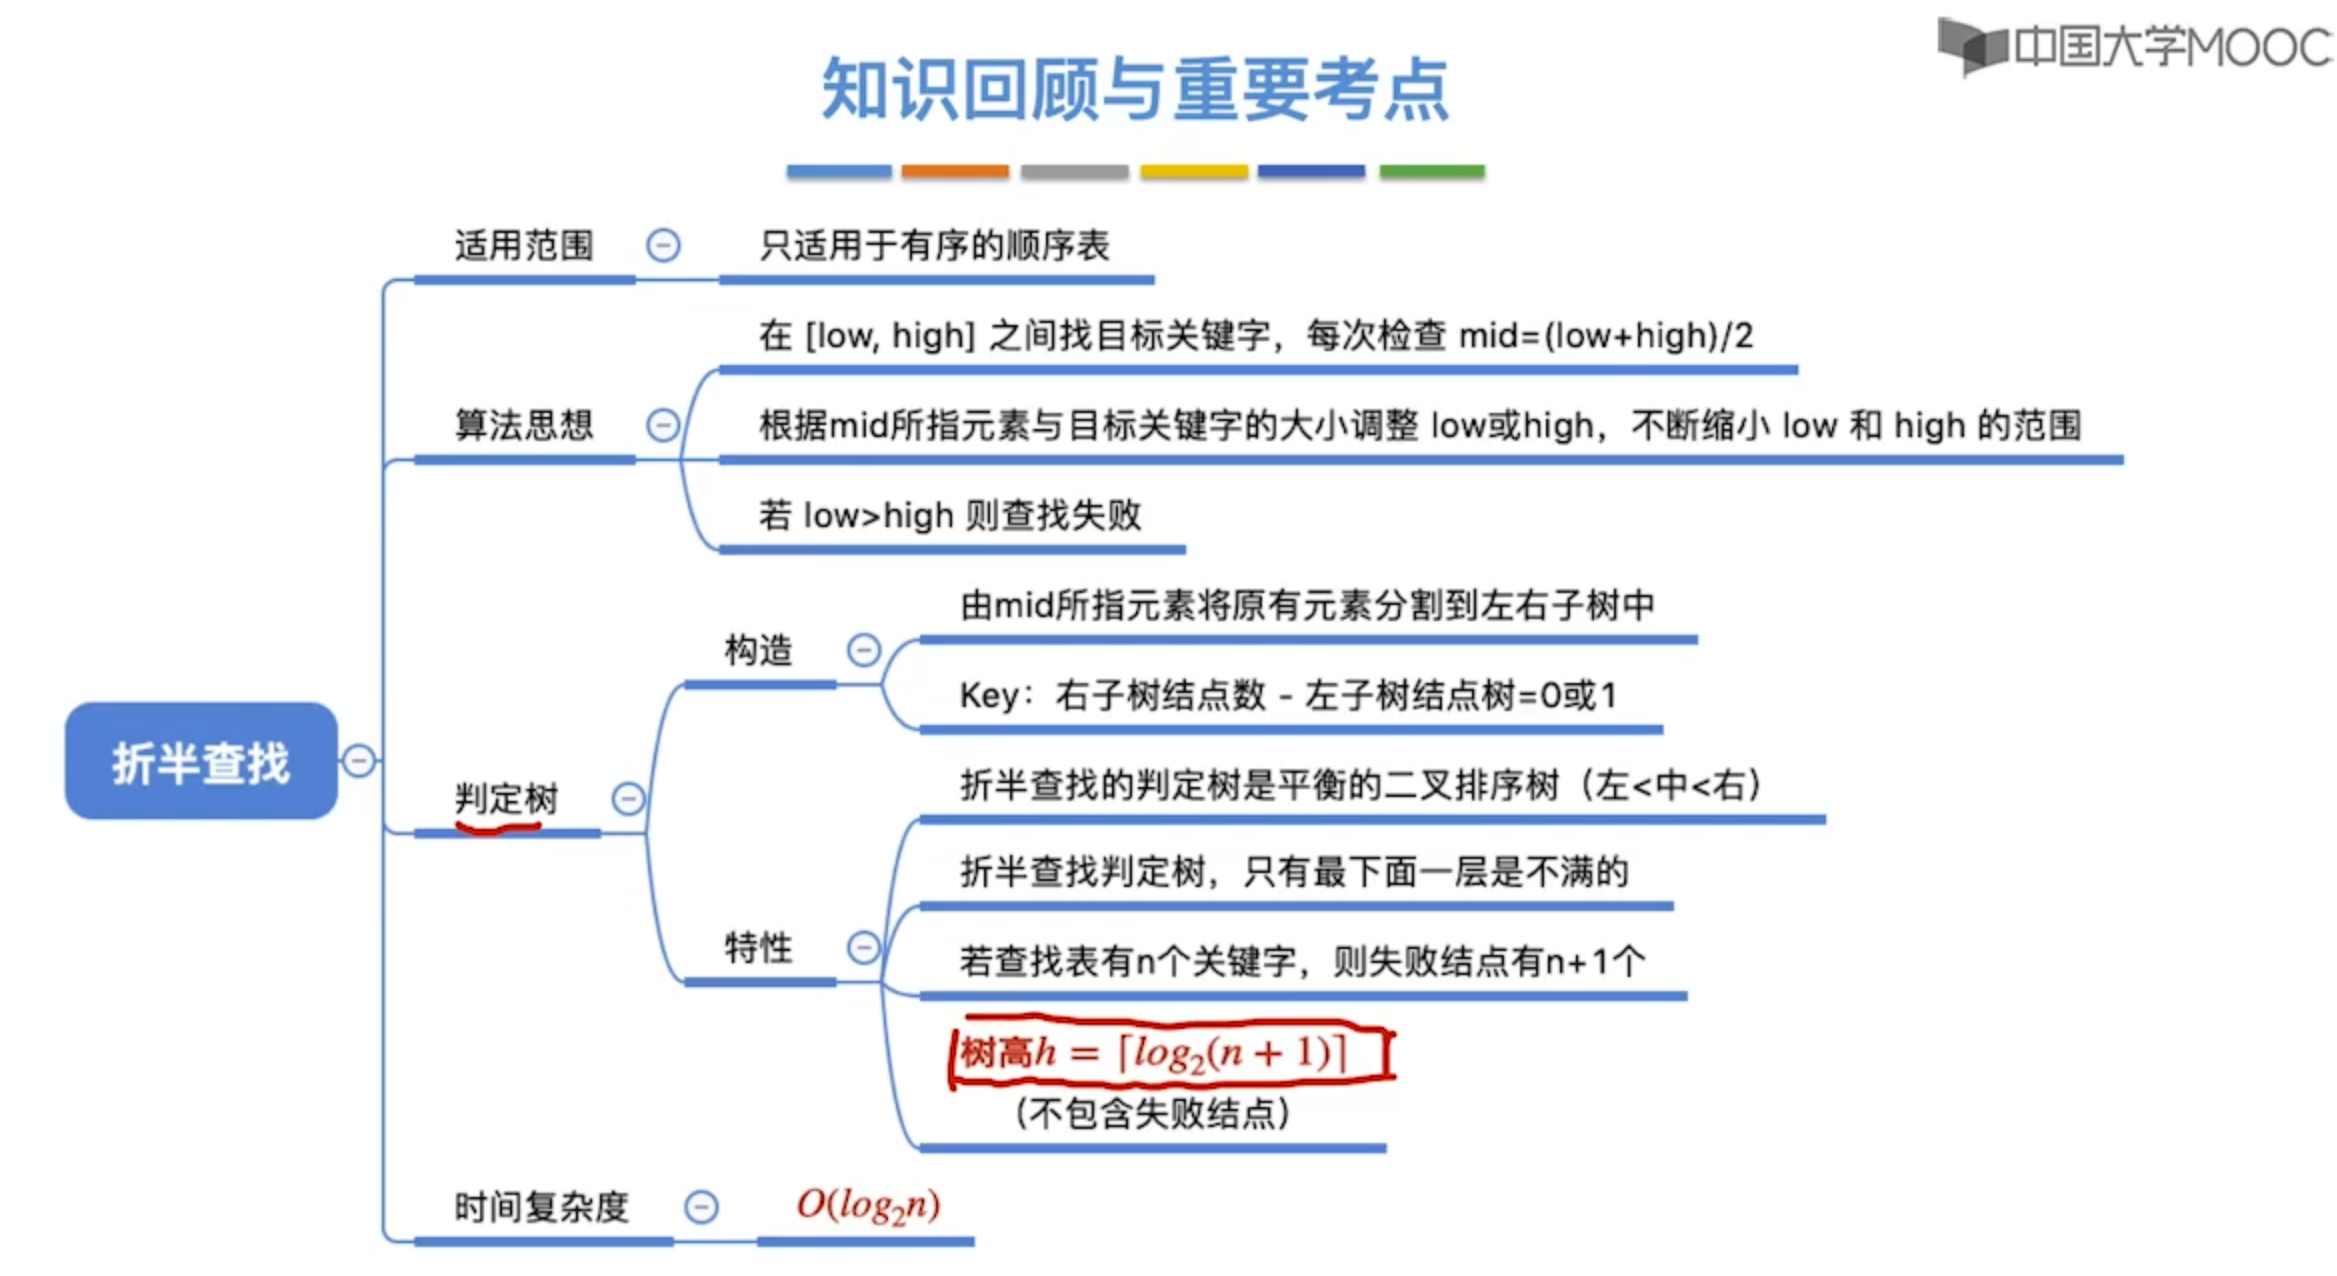 中国大学MOOC
知识回顾与重要考点
折半查找
适用范围
只适用于有序的顺序表
算法思想
在 [low, high] 之间找目标关键字，每次检查 mid=(low+high)/2
根据mid所指元素与目标关键字的大小调整 low或high，不断缩小 low 和 high 的范围
若 low>high 则查找失败
判定树
构造
由mid所指元素将原有元素分割到左右子树中
Key：右子树结点数 - 左子树结点树=0或1
特性
折半查找的判定树是平衡的二叉排序树（左<中<右）
折半查找判定树，只有最下面一层是不满的
若查找表有n个关键字，则失败结点有n+1个
树高h = ⌈log₂(n + 1)⌉
（不包含失败结点）
时间复杂度
O(log₂n)